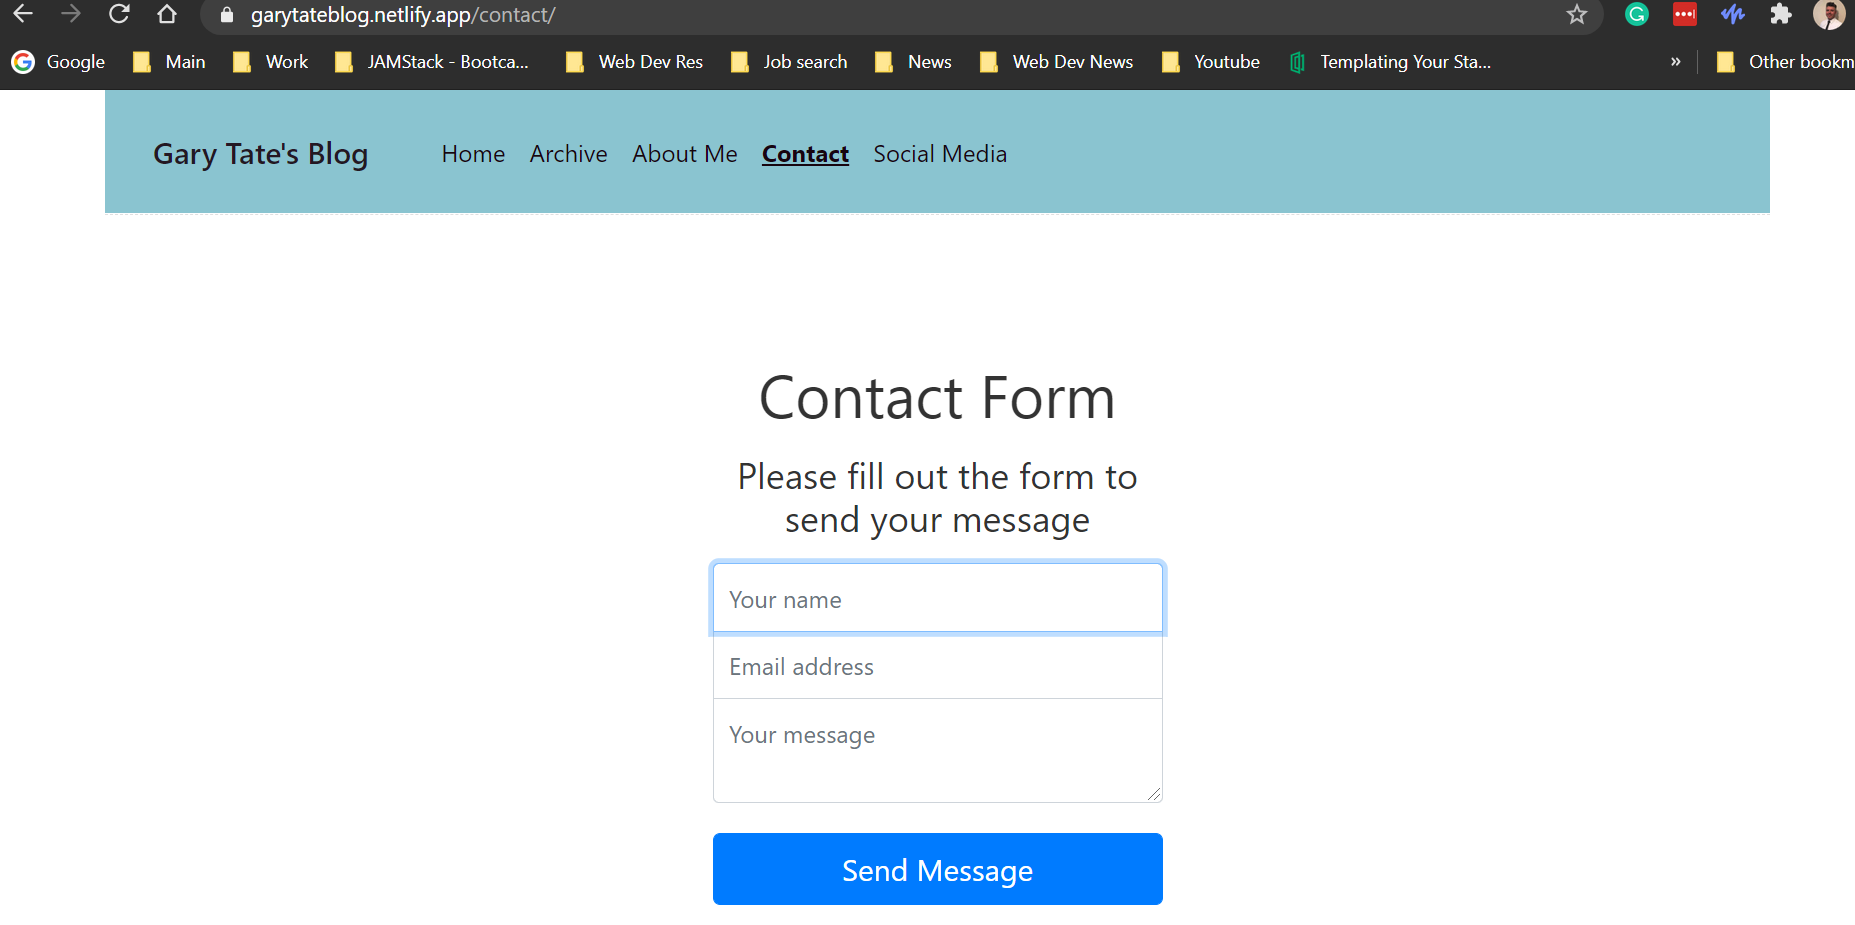 garytateblog.netlify.app/contact/
Google Main Work JAMStack - Bootca... Web Dev Res Job search News Web Dev News Youtube Templating Your Sta... » Other bookm
Gary Tate's Blog Home Archive About Me Contact Social Media
Contact Form
Please fill out the form to
send your message
Your name
Email address
Your message
Send Message